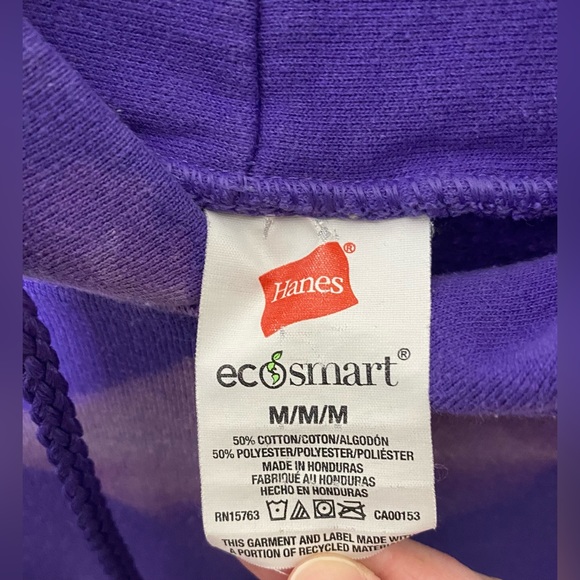 Hanes®
ecosmart®
M/M/M
50% COTTON/COTON/ALGODÓN
50% POLYESTER/POLYESTER/POLIÉSTER
MADE IN HONDURAS
FABRIQUÉ AU HONDURAS
HECHO EN HONDURAS
RN15763 CA00153
THIS GARMENT AND LABEL MADE
A PORTION OF RECYCLED